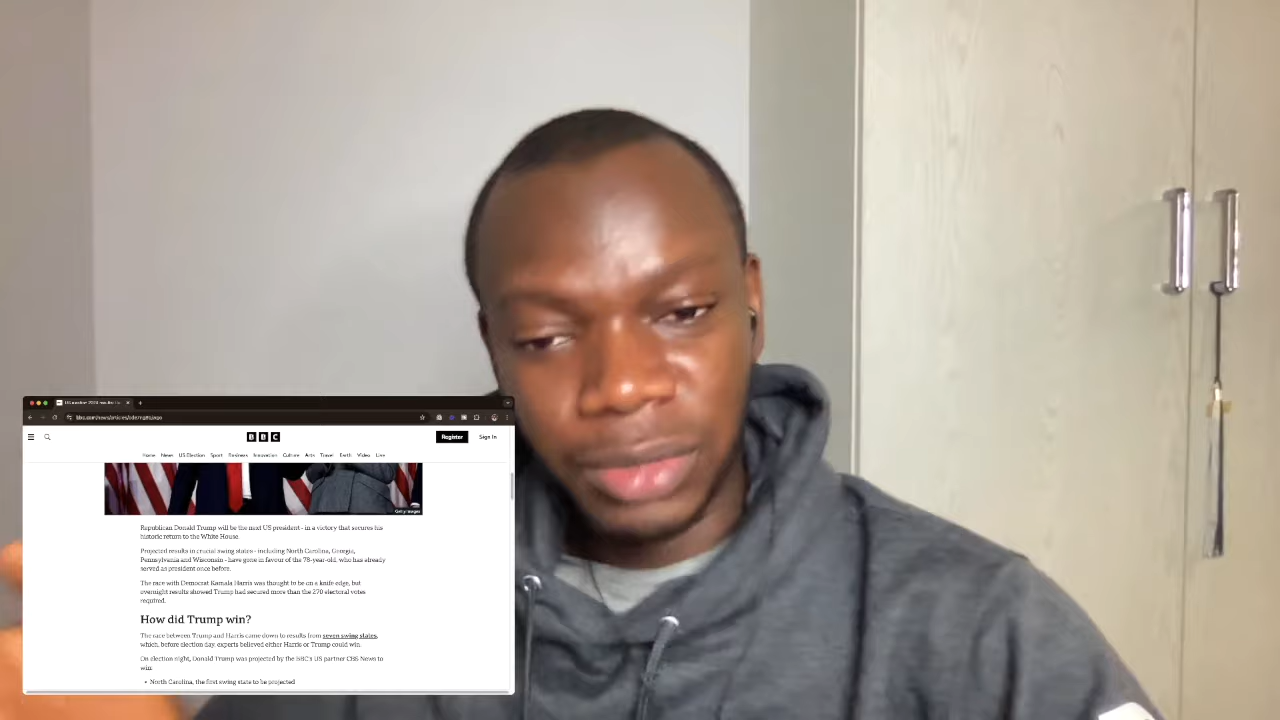 US election 2024 results: Ho
BBC
Register
Sign In
Home News US Election Sport Business Innovation Culture Arts Travel Earth Video Live
Getty Images
Republican Donald Trump will be the next US president - in a victory that secures his
historic return to the White House.
Projected results in crucial swing states - including North Carolina, Georgia,
Pennsylvania and Wisconsin - have gone in favour of the 78-year-old, who has already
served as president once before.
The race with Democrat Kamala Harris was thought to be on a knife edge, but
overnight results showed Trump had secured more than the 270 electoral votes
required.
How did Trump win?
The race between Trump and Harris came down to results from seven swing states,
which, before election day, experts believed either Harris or Trump could win.
On election night, Donald Trump was projected by the BBC's US partner CBS News to
win:
• North Carolina, the first swing state to be projected